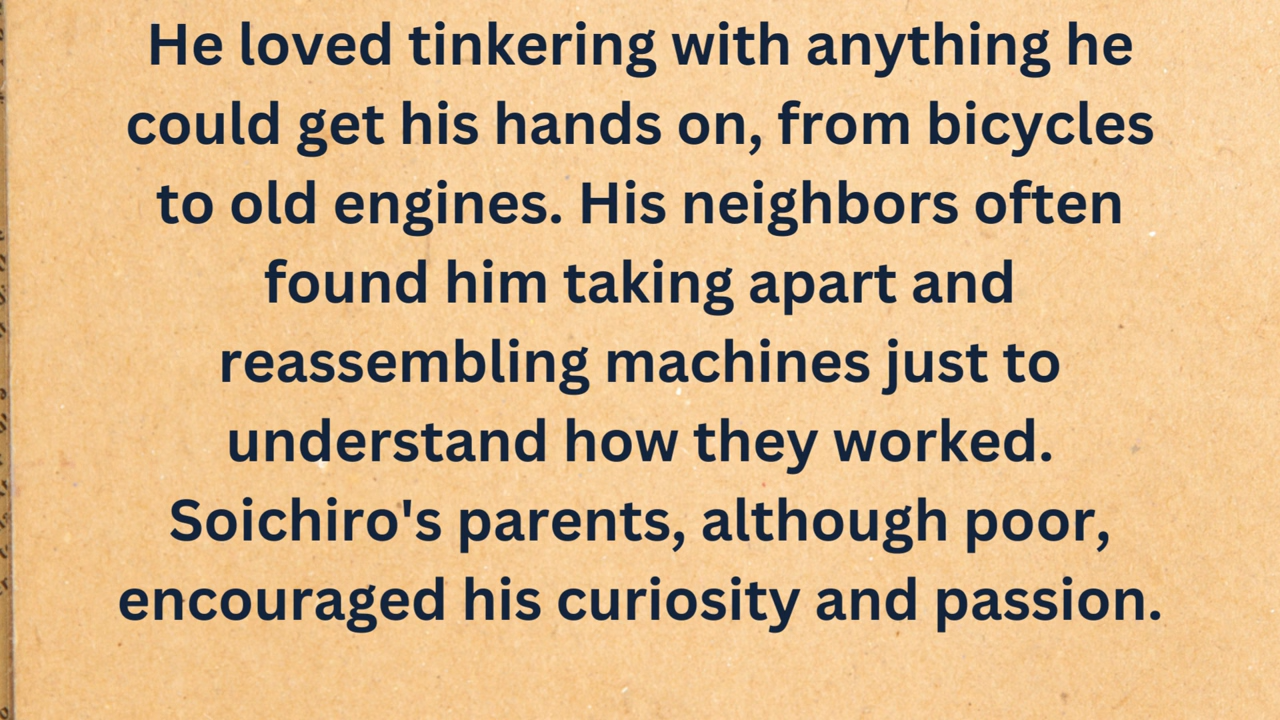 He loved tinkering with anything he
could get his hands on, from bicycles
to old engines. His neighbors often
found him taking apart and
reassembling machines just to
understand how they worked.
Soichiro's parents, although poor,
encouraged his curiosity and passion.